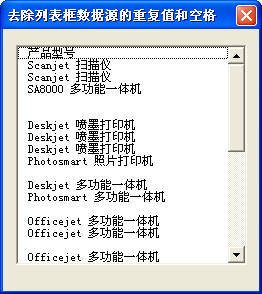 去除列表框数据源的重复值和空格
产品型号
Scanjet 扫描仪
Scanjet 扫描仪
SA8000 多功能一体机
Deskjet 喷墨打印机
Deskjet 喷墨打印机
Deskjet 喷墨打印机
Photosmart 照片打印机
Deskjet 多功能一体机
Photosmart 多功能一体机
Officejet 多功能一体机
Officejet 多功能一体机
Officejet 多功能一体机